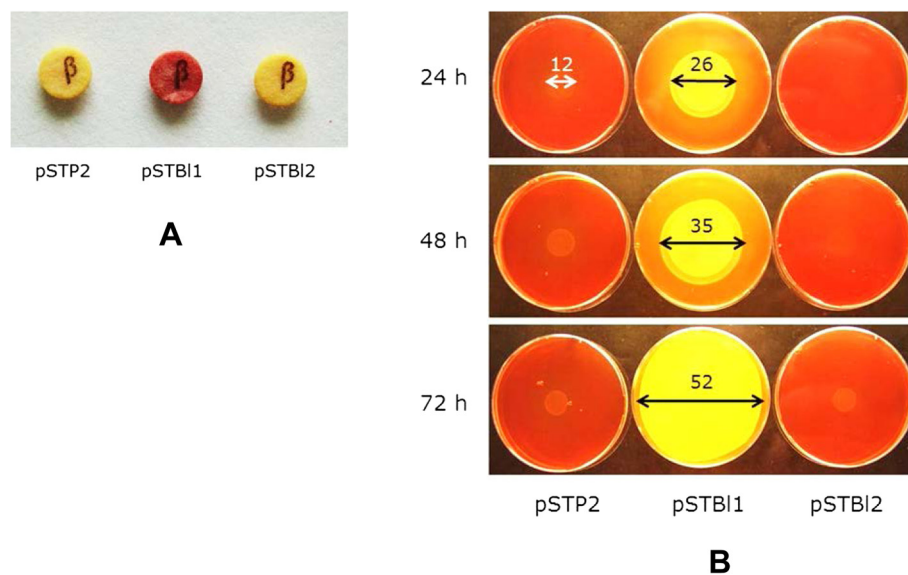 β β β
pSTP2 pSTBl1 pSTBl2
A
24 h 12 26
48 h 35
72 h 52
pSTP2 pSTBl1 pSTBl2
B